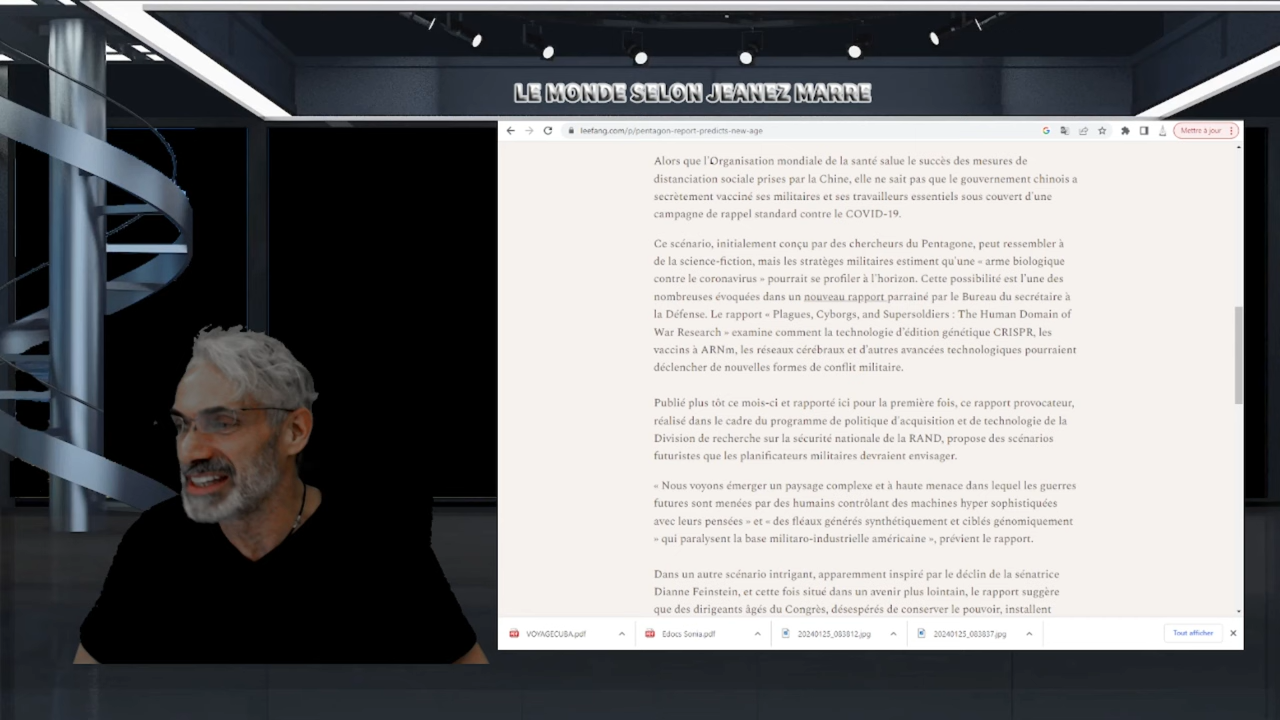 LE MONDE SELON JEANEZ MARRE
leefang.com/p/pentagon-report-predicts-new-age
Mettre à jour
Alors que l'Organisation mondiale de la santé salue le succès des mesures de
distanciation sociale prises par la Chine, elle ne sait pas que le gouvernement chinois a
secrètement vacciné ses militaires et ses travailleurs essentiels sous couvert d'une
campagne de rappel standard contre le COVID-19.
Ce scénario, initialement conçu par des chercheurs du Pentagone, peut ressembler à
de la science-fiction, mais les stratèges militaires estiment qu'une « arme biologique
contre le coronavirus » pourrait se profiler à l'horizon. Cette possibilité est l'une des
nombreuses évoquées dans un nouveau rapport parrainé par le Bureau du secrétaire à
la Défense. Le rapport « Plagues, Cyborgs, and Supersoldiers : The Human Domain of
War Research » examine comment la technologie d'édition génétique CRISPR, les
vaccins à ARNm, les réseaux cérébraux et d'autres avancées technologiques pourraient
déclencher de nouvelles formes de conflit militaire.
Publié plus tôt ce mois-ci et rapporté ici pour la première fois, ce rapport provocateur,
réalisé dans le cadre du programme de politique d'acquisition et de technologie de la
Division de recherche sur la sécurité nationale de la RAND, propose des scénarios
futuristes que les planificateurs militaires devraient envisager.
« Nous voyons émerger un paysage complexe et à haute menace dans lequel les guerres
futures sont menées par des humains contrôlant des machines hyper sophistiquées
avec leurs pensées » et « des fléaux générés synthétiquement et ciblés génomiquement
» qui paralysent la base militaro-industrielle américaine », prévient le rapport.
Dans un autre scénario intrigant, apparemment inspiré par le déclin de la sénatrice
Dianne Feinstein, et cette fois situé dans un avenir plus lointain, le rapport suggère
que des dirigeants âgés du Congrès, désespérés de conserver le pouvoir, installent
VOYAGECUBA.pdf
Edocs Sonia.pdf
20240125_083812.jpg
20240125_083837.jpg
Tout afficher